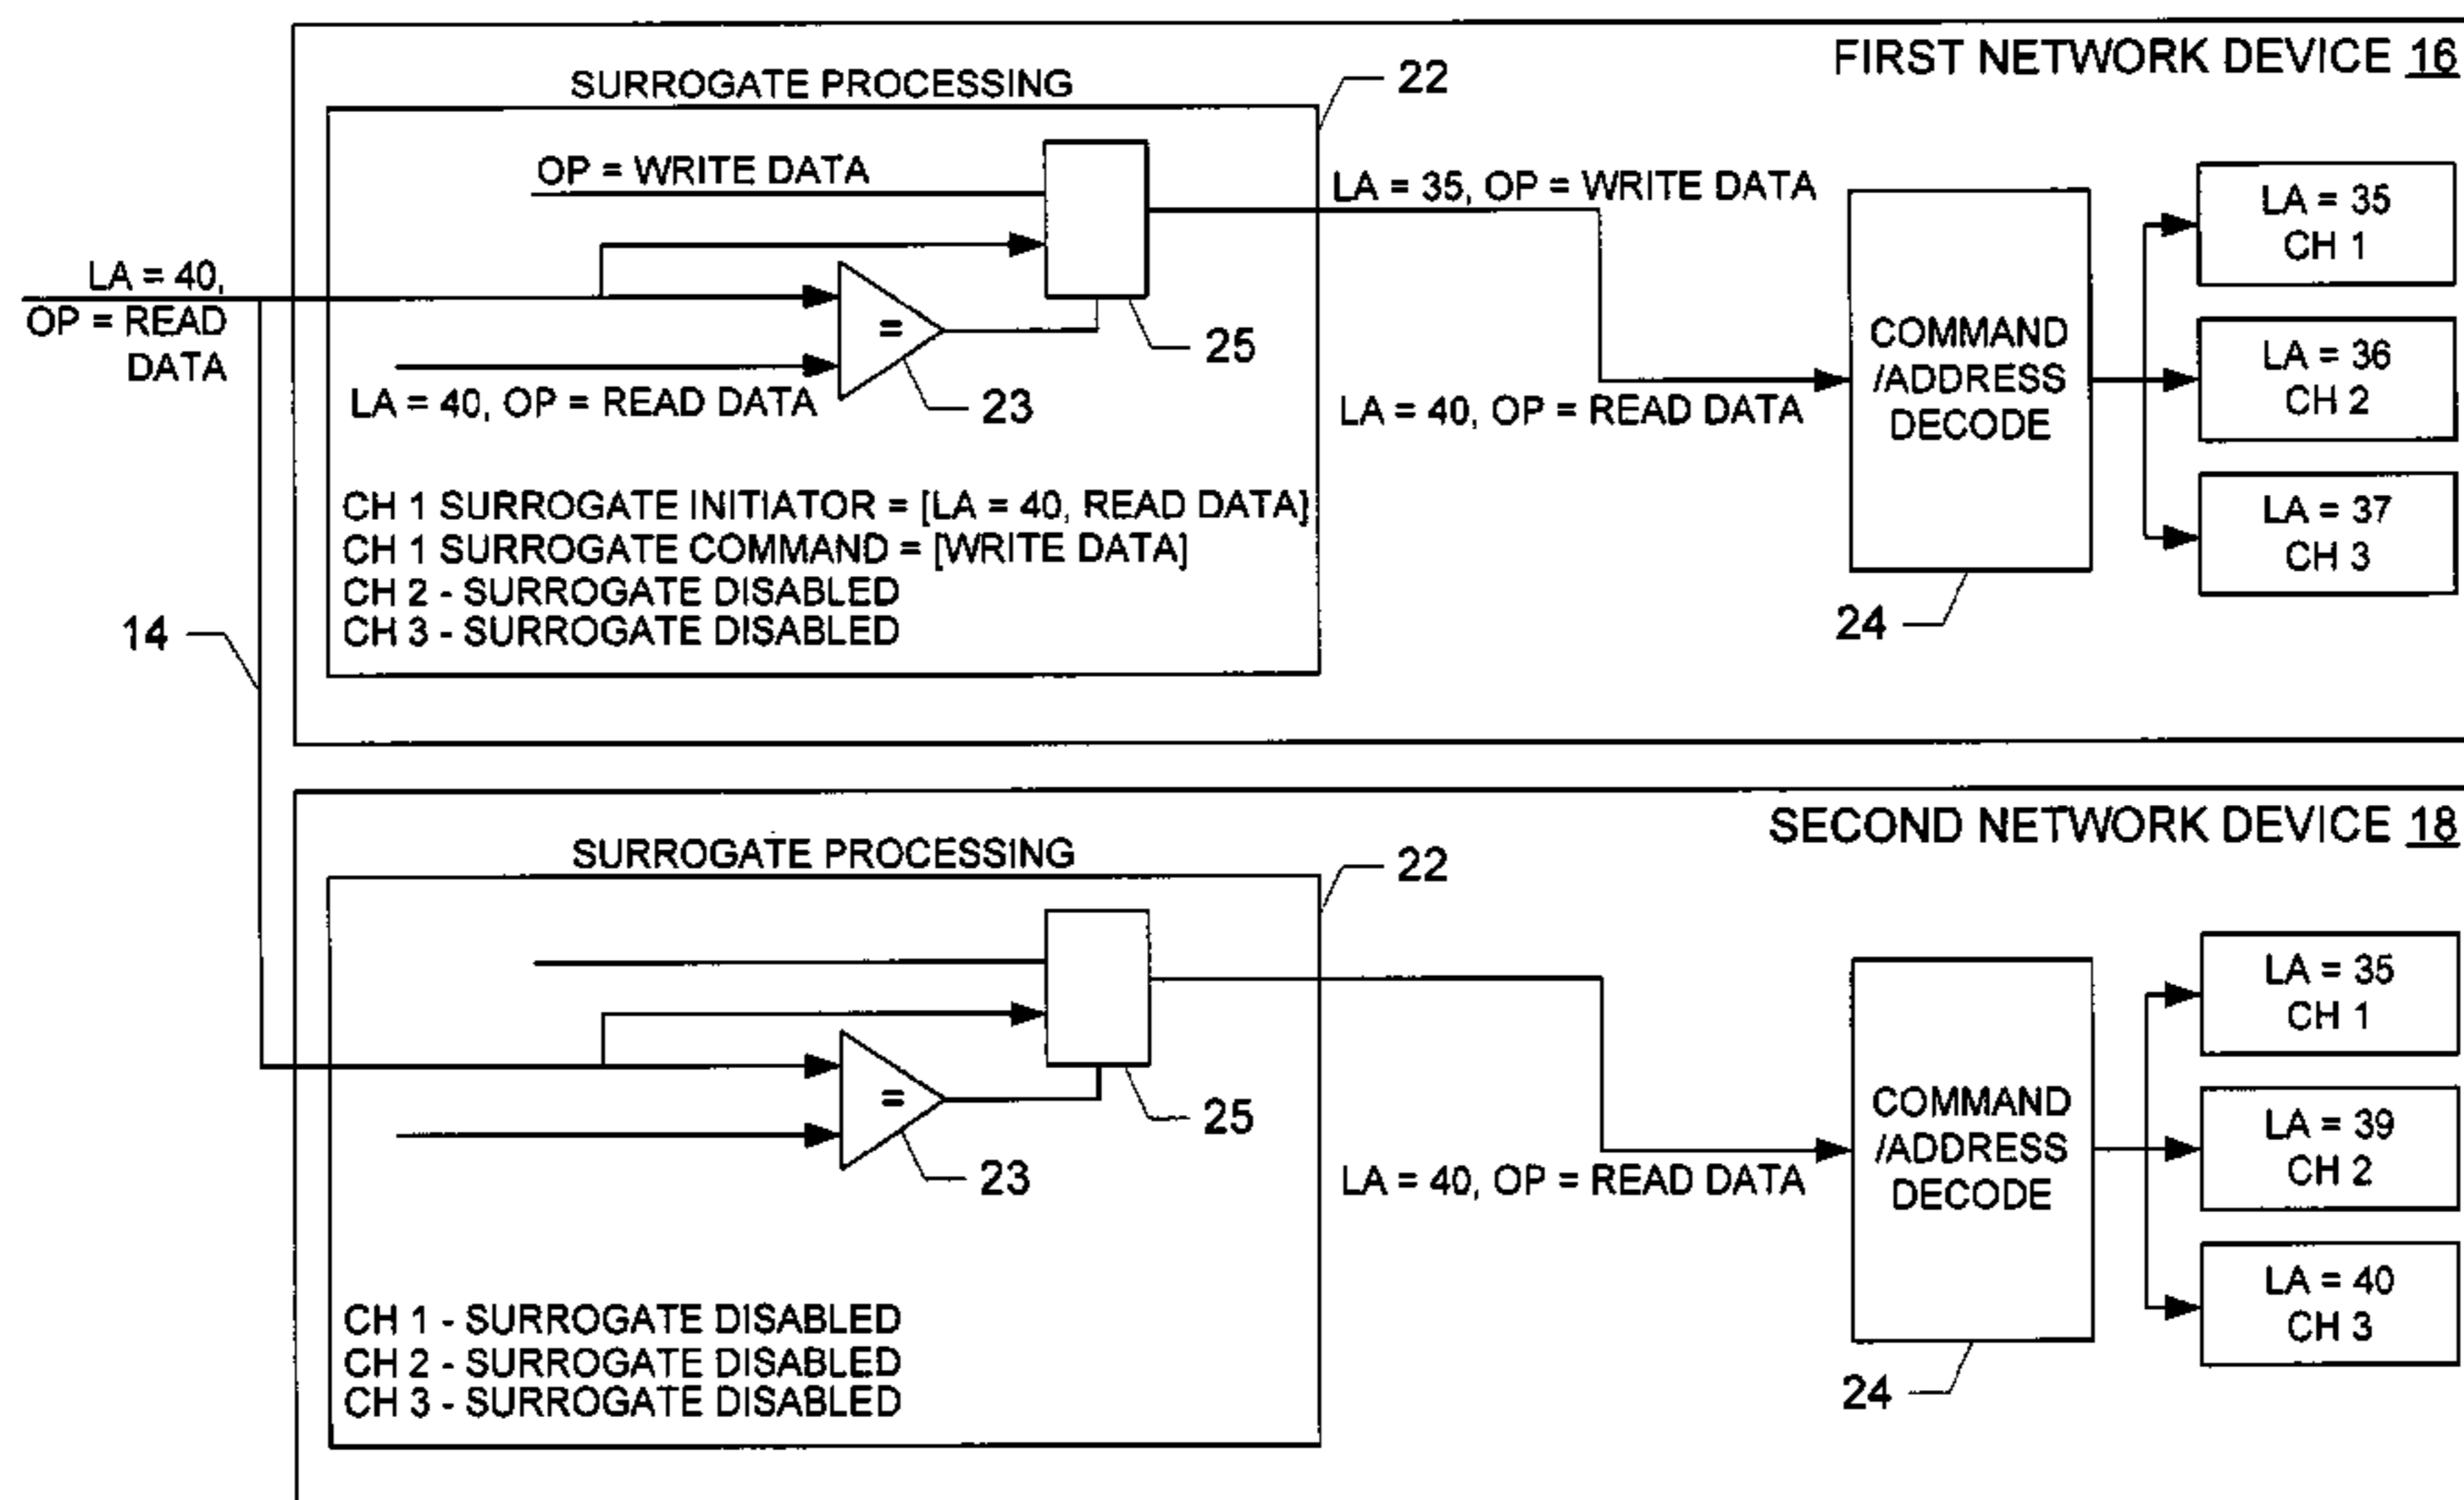 FIRST NETWORK DEVICE 16
SURROGATE PROCESSING
22
OP = WRITE DATA
LA = 35, OP = WRITE DATA
LA = 35
CH 1
LA = 40,
OP = READ
DATA
=
25
COMMAND
/ADDRESS
DECODE
LA = 36
CH 2
LA = 40, OP = READ DATA
23
LA = 40, OP = READ DATA
CH 1 SURROGATE INITIATOR = [LA = 40, READ DATA]
CH 1 SURROGATE COMMAND = [WRITE DATA]
CH 2 - SURROGATE DISABLED
CH 3 - SURROGATE DISABLED
LA = 37
CH 3
14
24
SECOND NETWORK DEVICE 18
SURROGATE PROCESSING
22
LA = 35
CH 1
=
25
COMMAND
/ADDRESS
DECODE
LA = 39
CH 2
23
LA = 40, OP = READ DATA
LA = 40
CH 3
CH 1 - SURROGATE DISABLED
CH 2 - SURROGATE DISABLED
CH 3 - SURROGATE DISABLED
24